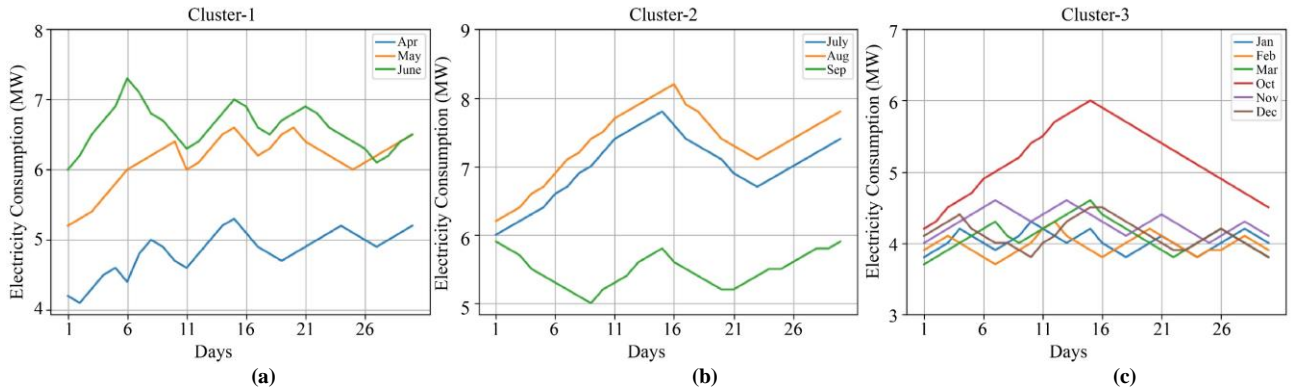 Cluster-1
Electricity Consumption (MW)
8
7
6
5
4
Apr
May
June
1 6 11 16 21 26
Days
(a)
Cluster-2
Electricity Consumption (MW)
9
8
7
6
5
July
Aug
Sep
1 6 11 16 21 26
Days
(b)
Cluster-3
Electricity Consumption (MW)
7
6
5
4
3
Jan
Feb
Mar
Oct
Nov
Dec
1 6 11 16 21 26
Days
(c)